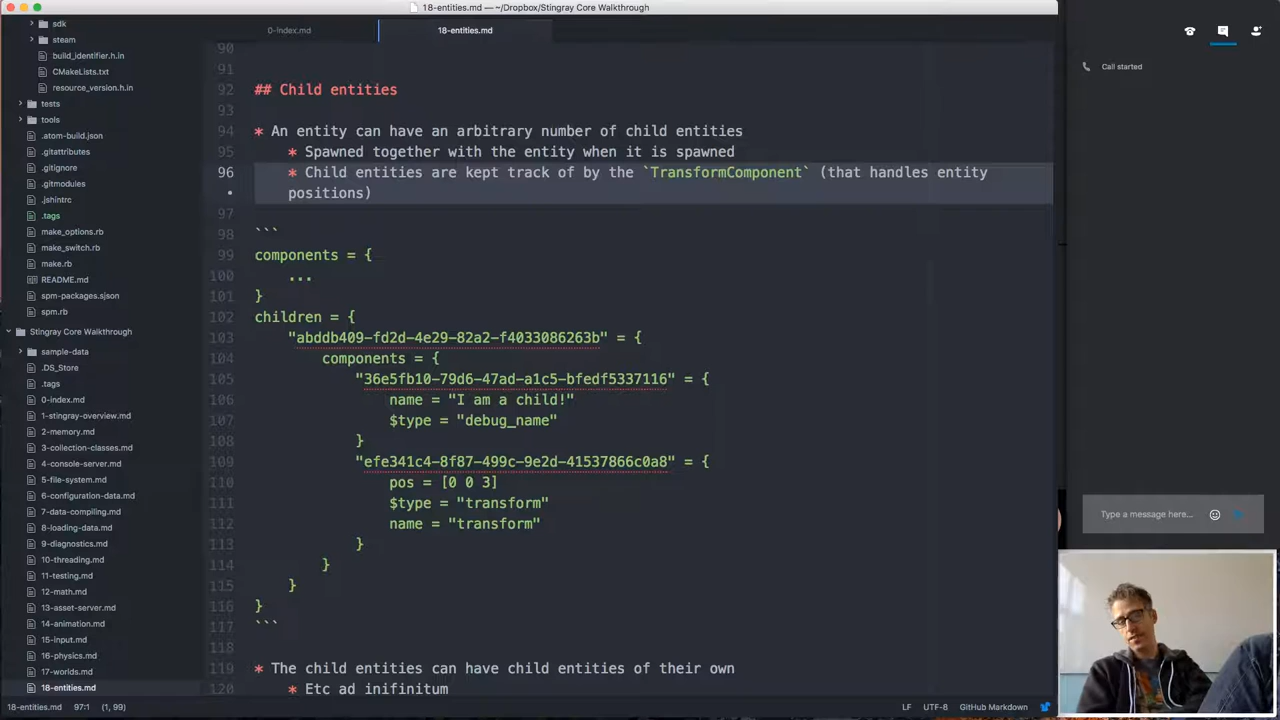 18-entities.md — ~/Dropbox/Stingray Core Walkthrough
sdk
steam
build_identifier.h.in
CMakeLists.txt
resource_version.h.in
tests
tools
.atom-build.json
.gitattributes
.gitignore
.gitmodules
.jshintrc
.tags
make_options.rb
make_switch.rb
make.rb
README.md
spm-packages.sjson
spm.rb
Stingray Core Walkthrough
sample-data
.DS_Store
.tags
0-index.md
1-stingray-overview.md
2-memory.md
3-collection-classes.md
4-console-server.md
5-file-system.md
6-configuration-data.md
7-data-compiling.md
8-loading-data.md
9-diagnostics.md
10-threading.md
11-testing.md
12-math.md
13-asset-server.md
14-animation.md
15-input.md
16-physics.md
17-worlds.md
18-entities.md
0-index.md
18-entities.md
90
91
92 ## Child entities
93
94 * An entity can have an arbitrary number of child entities
95 * Spawned together with the entity when it is spawned
96 * Child entities are kept track of by the `TransformComponent` (that handles entity
• positions)
97
98 ```
99 components = {
100 ...
101 }
102 children = {
103 "abddb409-fd2d-4e29-82a2-f4033086263b" = {
104 components = {
105 "36e5fb10-79d6-47ad-a1c5-bfedf5337116" = {
106 name = "I am a child!"
107 $type = "debug_name"
108 }
109 "efe341c4-8f87-499c-9e2d-41537866c0a8" = {
110 pos = [0 0 3]
111 $type = "transform"
112 name = "transform"
113 }
114 }
115 }
116 }
117 ```
118
119 * The child entities can have child entities of their own
120 * Etc ad inifinitum
18-entities.md 97:1 (1, 99)
LF UTF-8 GitHub Markdown
Call started
Type a message here...